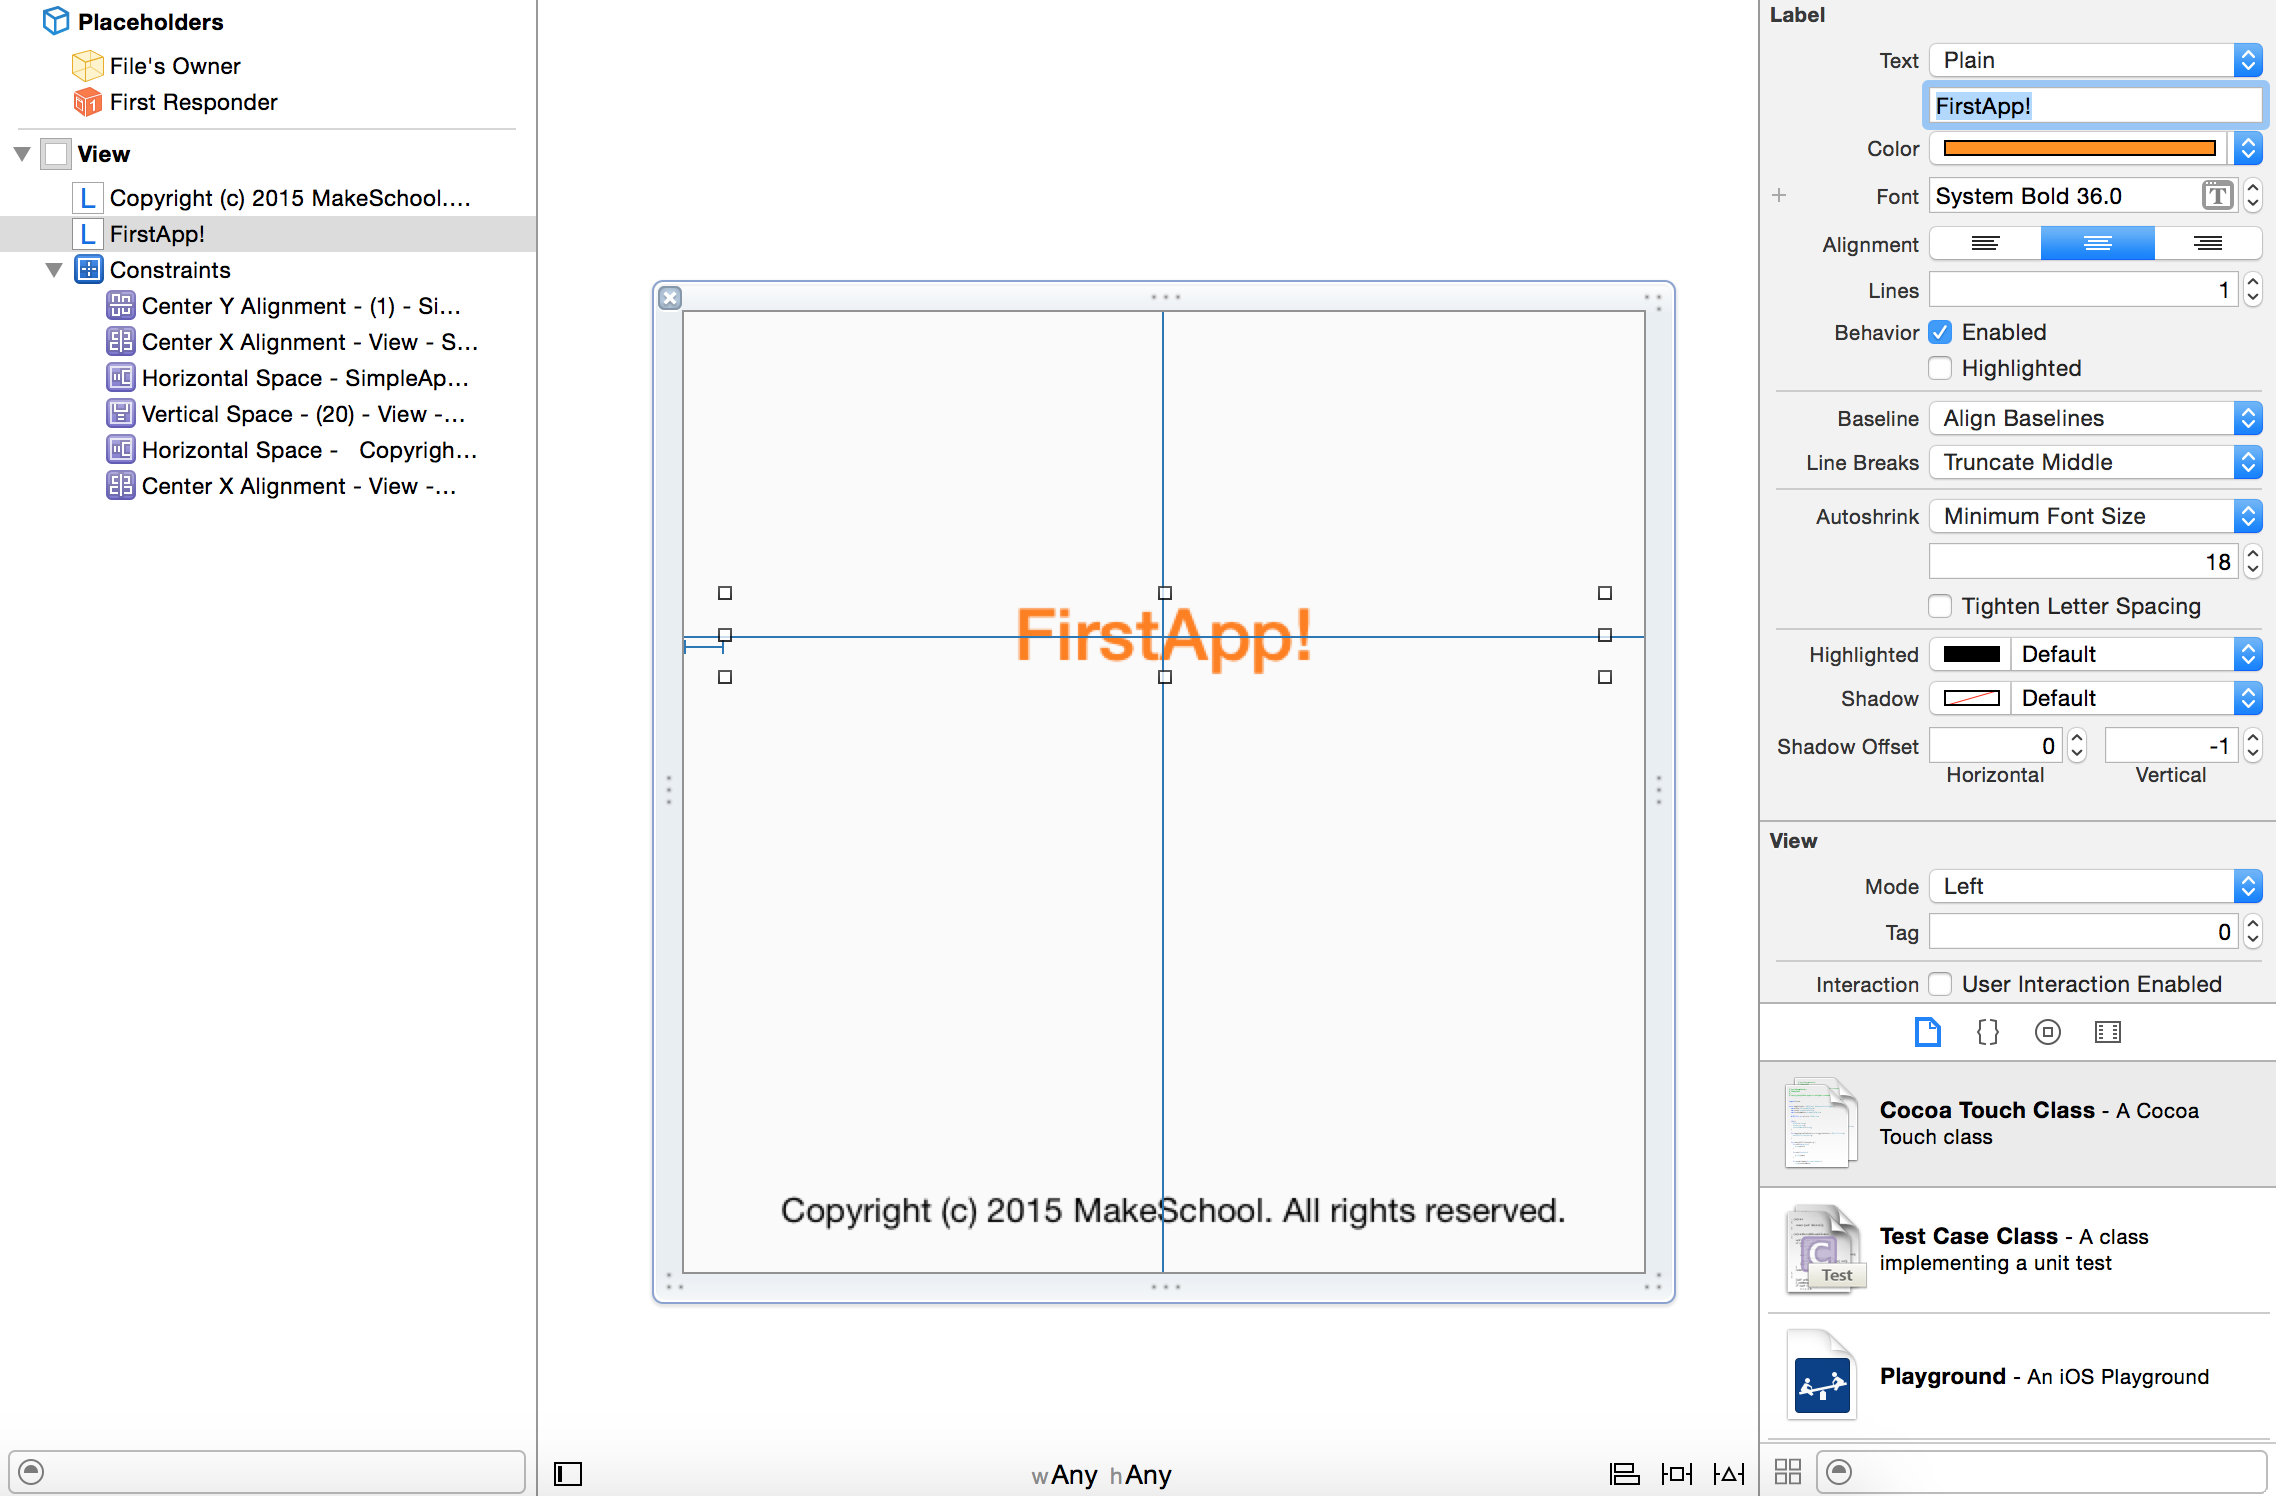 Placeholders
File's Owner
First Responder
View
L Copyright (c) 2015 MakeSchool....
L FirstApp!
Constraints
Center Y Alignment - (1) - Si...
Center X Alignment - View - S...
Horizontal Space - SimpleAp...
Vertical Space - (20) - View -...
Horizontal Space -   Copyrigh...
Center X Alignment - View -...
FirstApp!
Copyright (c) 2015 MakeSchool. All rights reserved.
wAny hAny
Label
Text Plain
FirstApp!
Color
+ Font System Bold 36.0 T
Alignment
Lines 1
Behavior Enabled
Highlighted
Baseline Align Baselines
Line Breaks Truncate Middle
Autoshrink Minimum Font Size
18
Tighten Letter Spacing
Highlighted Default
Shadow Default
Shadow Offset 0 -1
Horizontal Vertical
View
Mode Left
Tag 0
Interaction User Interaction Enabled
{}
Cocoa Touch Class - A Cocoa
Touch class
Test Case Class - A class
implementing a unit test
C
Test
Playground - An iOS Playground